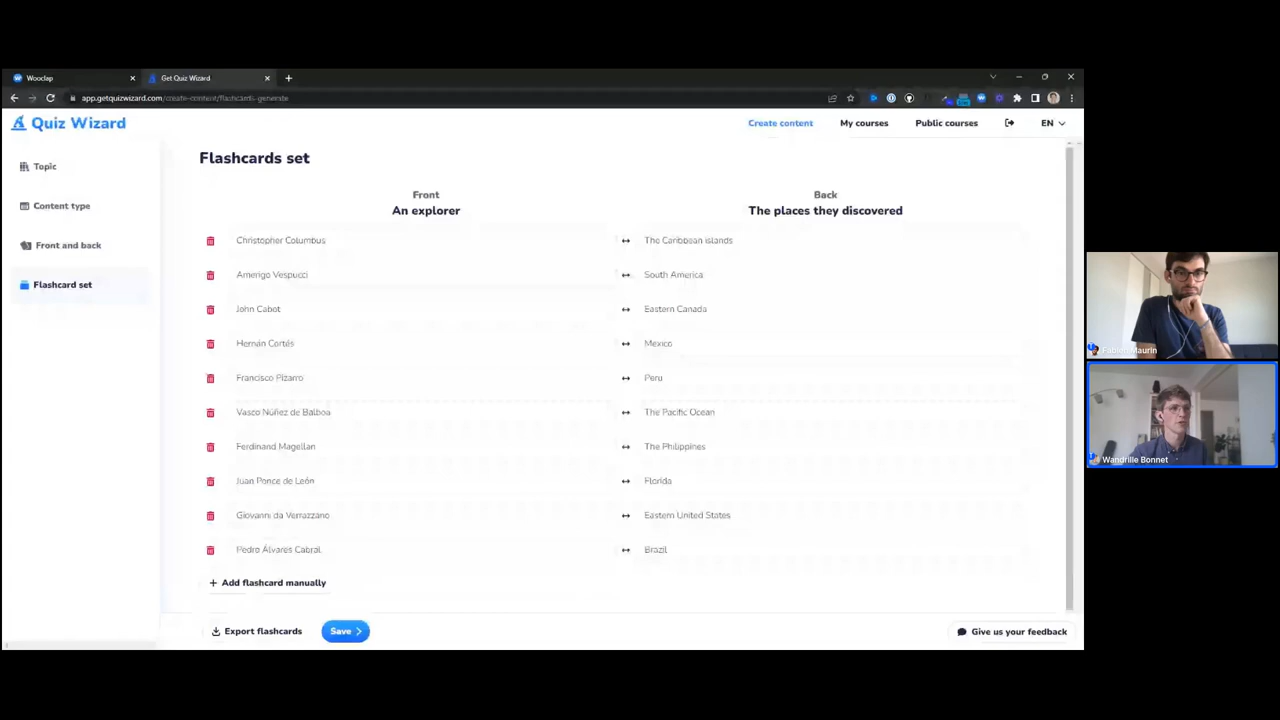 Wooclap
Get Quiz Wizard
app.getquizwizard.com/create-content/flashcards-generate
Quiz Wizard
Create content
My courses
Public courses
EN
Topic
Content type
Front and back
Flashcard set
Flashcards set
Front
Back
An explorer
The places they discovered
Christopher Columbus
The Caribbean islands
Amerigo Vespucci
South America
John Cabot
Eastern Canada
Hernán Cortés
Mexico
Francisco Pizarro
Peru
Vasco Núñez de Balboa
The Pacific Ocean
Ferdinand Magellan
The Philippines
Juan Ponce de León
Florida
Giovanni da Verrazzano
Eastern United States
Pedro Álvares Cabral
Brazil
+ Add flashcard manually
Export flashcards
Save
Give us your feedback
Fabien Maurin
Wandrille Bonnet